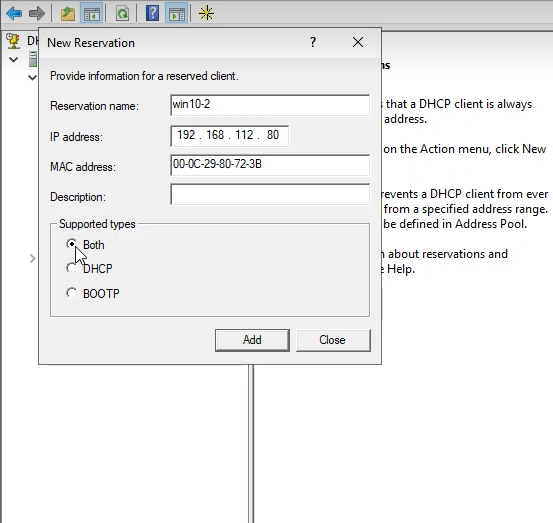 DH
New Reservation
?
Provide information for a reserved client.
Reservation name:
win10-2
IP address:
192 . 168 . 112 . 80
MAC address:
00-0C-29-80-72-3B
Description:
Supported types
Both
DHCP
BOOTP
Add
Close
ns
s that a DHCP client is always
address.
on the Action menu, click New
revents a DHCP client from ever
from a specified address range.
be defined in Address Pool.
n about reservations and
e Help.